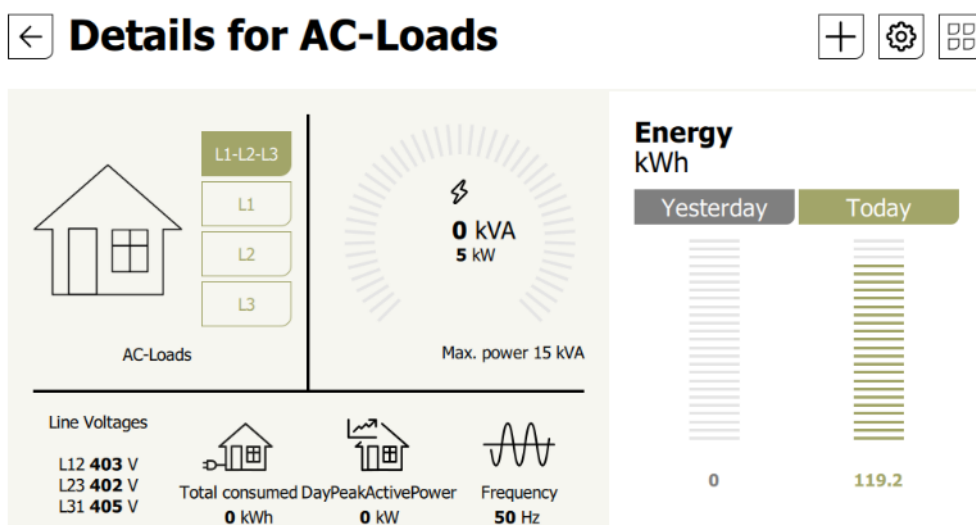 Details for AC-Loads
L1-L2-L3
L1
L2
L3
AC-Loads
0 kVA
5 kW
Max. power 15 kVA
Line Voltages
L12 403 V
L23 402 V
L31 405 V
Total consumed
0 kWh
DayPeakActivePower
0 kW
Frequency
50 Hz
Energy
kWh
Yesterday
Today
0
119.2